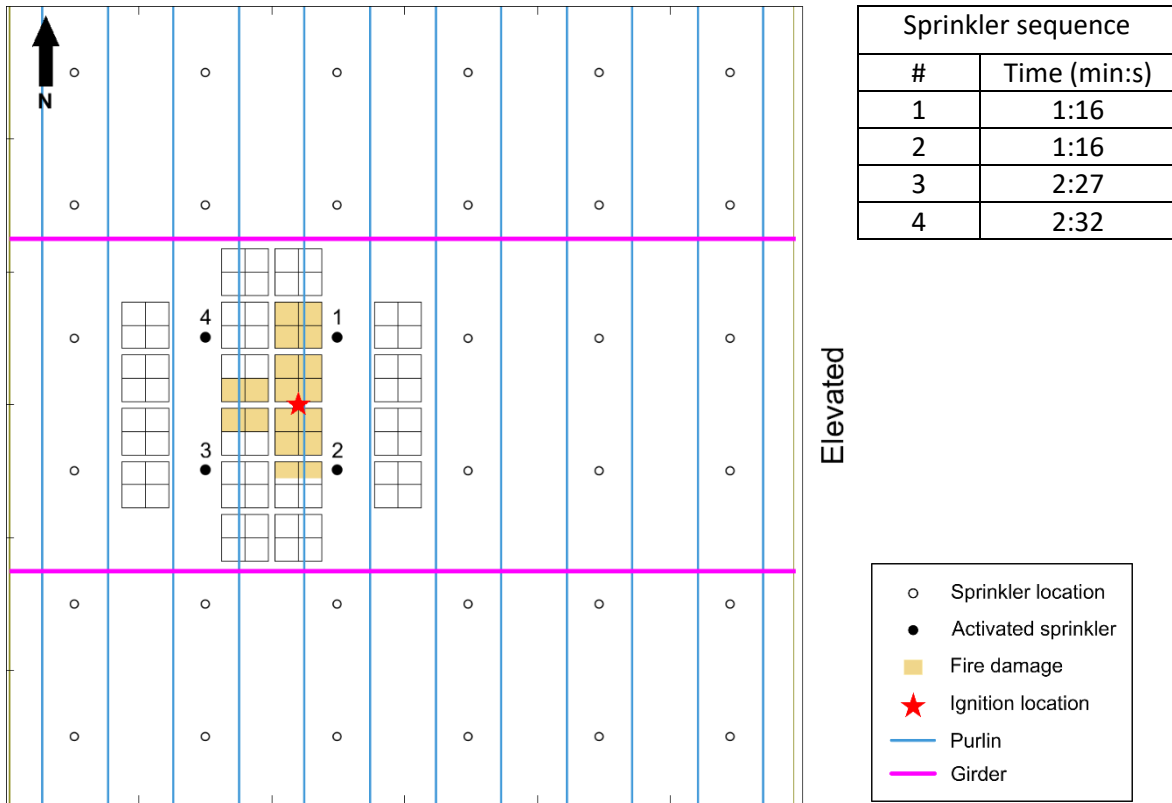 N
4
1
3
2
Elevated
Sprinkler sequence
# Time (min:s)
1 1:16
2 1:16
3 2:27
4 2:32
Sprinkler location
Activated sprinkler
Fire damage
Ignition location
Purlin
Girder